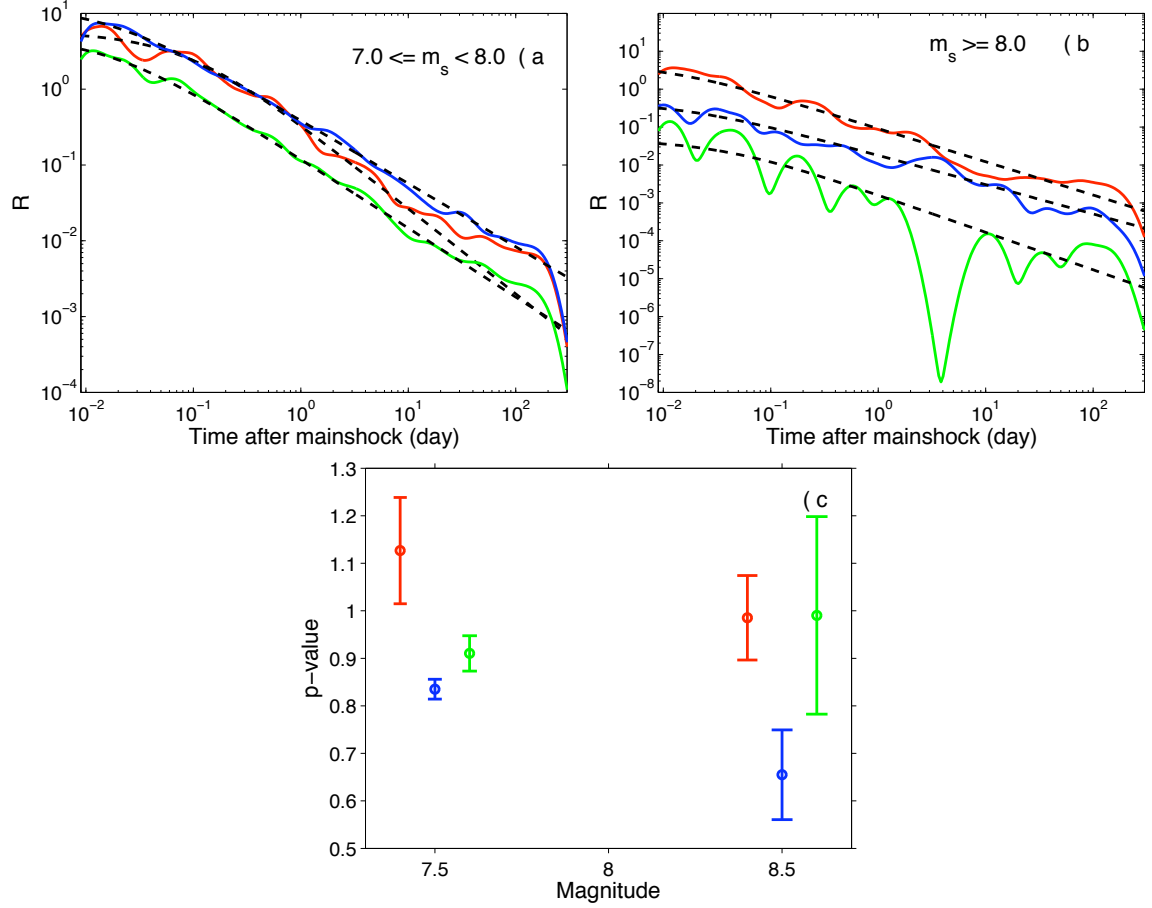 7.0 <= m_s < 8.0 ( a
R
10^1
10^0
10^-1
10^-2
10^-3
10^-4
10^-2 10^-1 10^0 10^1 10^2
Time after mainshock (day)
m_s >= 8.0 ( b
R
10^1
10^0
10^-1
10^-2
10^-3
10^-4
10^-5
10^-6
10^-7
10^-8
10^-2 10^-1 10^0 10^1 10^2
Time after mainshock (day)
( c
p-value
1.3
1.2
1.1
1
0.9
0.8
0.7
0.6
0.5
7.5 8 8.5
Magnitude